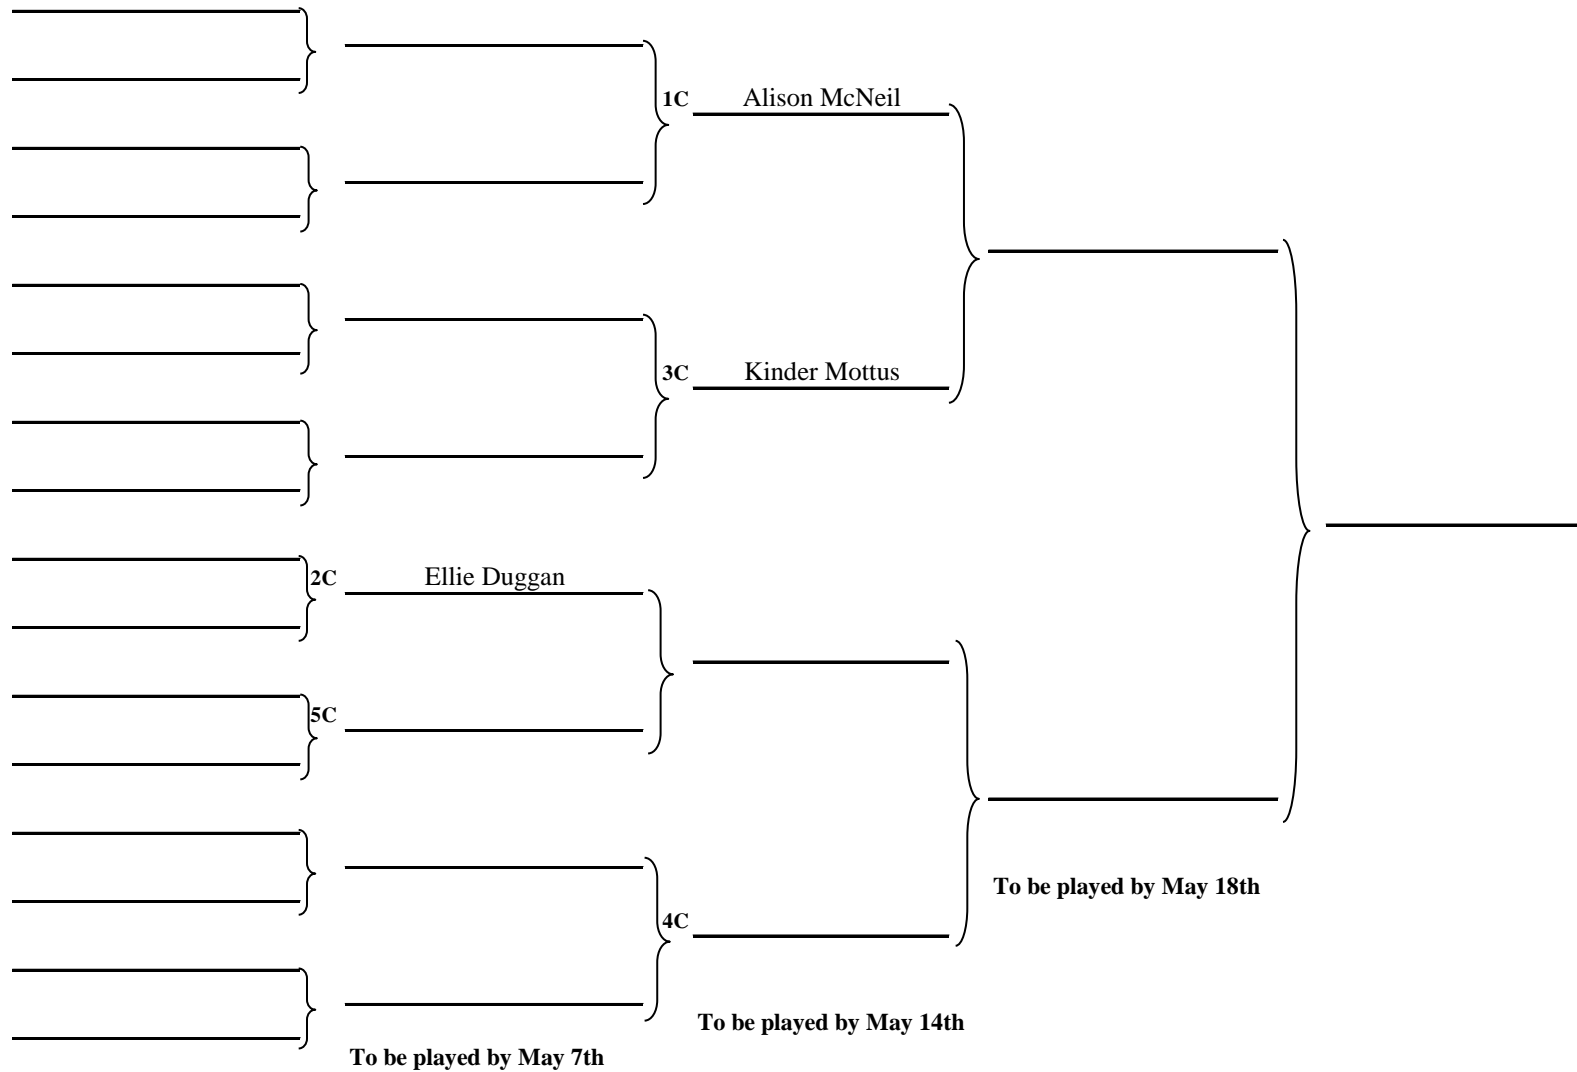 1C Alison McNeil
3C Kinder Mottus
2C Ellie Duggan
5C
To be played by May 18th
4C
To be played by May 14th
To be played by May 7th